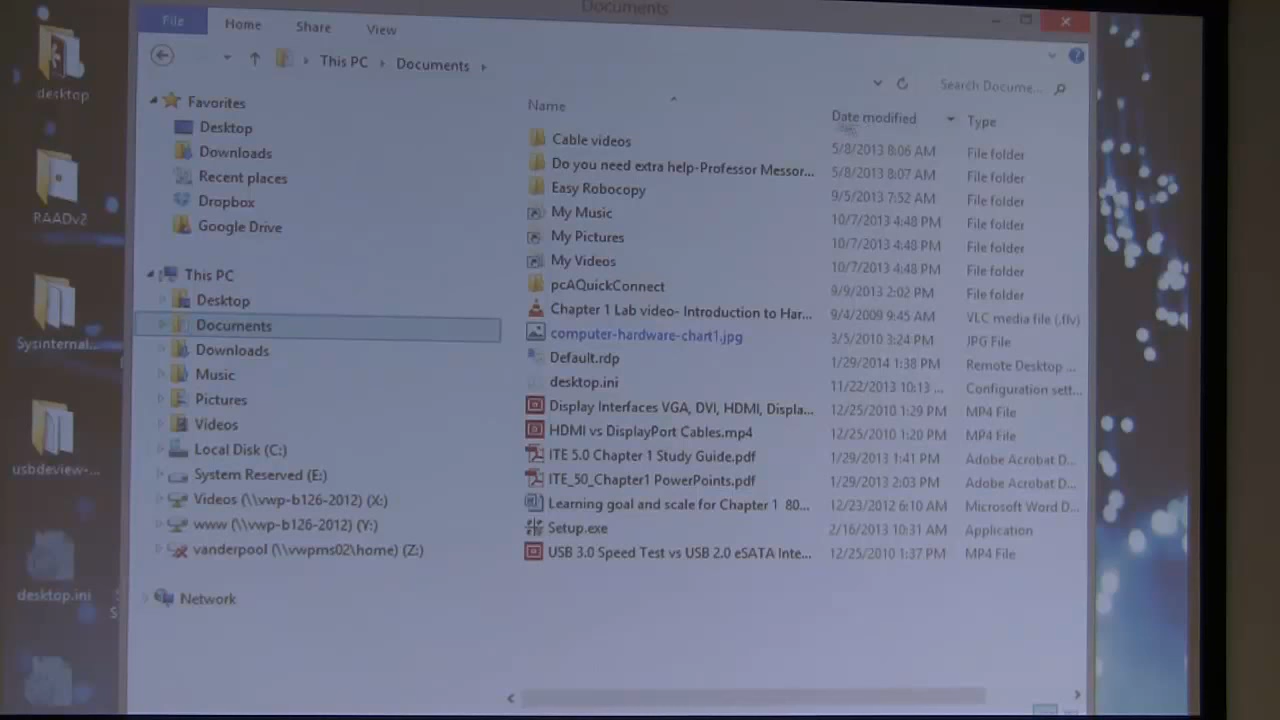 Documents
File Home Share View
This PC Documents
Search Docume...
desktop
RAADv2
Sysinternal...
usbdeview-...
desktop.ini
S
Favorites
Desktop
Downloads
Recent places
Dropbox
Google Drive
This PC
Desktop
Documents
Downloads
Music
Pictures
Videos
Local Disk (C:)
System Reserved (E:)
Videos (\\vwp-b126-2012) (X:)
www (\\vwp-b126-2012) (Y:)
vanderpool (\\vwpms02\home) (Z:)
Network
Name Date modified Type
Cable videos 5/8/2013 8:06 AM File folder
Do you need extra help-Professor Messor... 5/8/2013 8:07 AM File folder
Easy Robocopy 9/5/2013 7:52 AM File folder
My Music 10/7/2013 4:48 PM File folder
My Pictures 10/7/2013 4:48 PM File folder
My Videos 10/7/2013 4:48 PM File folder
pcAQuickConnect 9/9/2013 2:02 PM File folder
Chapter 1 Lab video- Introduction to Har... 9/4/2009 9:45 AM VLC media file (.flv)
computer-hardware-chart1.jpg 3/5/2010 3:24 PM JPG File
Default.rdp 1/29/2014 1:38 PM Remote Desktop ...
desktop.ini 11/22/2013 10:13 ... Configuration sett...
Display Interfaces VGA, DVI, HDMI, Displa... 12/25/2010 1:29 PM MP4 File
HDMI vs DisplayPort Cables.mp4 12/25/2010 1:20 PM MP4 File
ITE 5.0 Chapter 1 Study Guide.pdf 1/29/2013 1:41 PM Adobe Acrobat D...
ITE_50_Chapter1 PowerPoints.pdf 1/29/2013 2:03 PM Adobe Acrobat D...
Learning goal and scale for Chapter 1 80... 12/23/2012 6:10 AM Microsoft Word D...
Setup.exe 2/16/2013 10:31 AM Application
USB 3.0 Speed Test vs USB 2.0 eSATA Inte... 12/25/2010 1:37 PM MP4 File